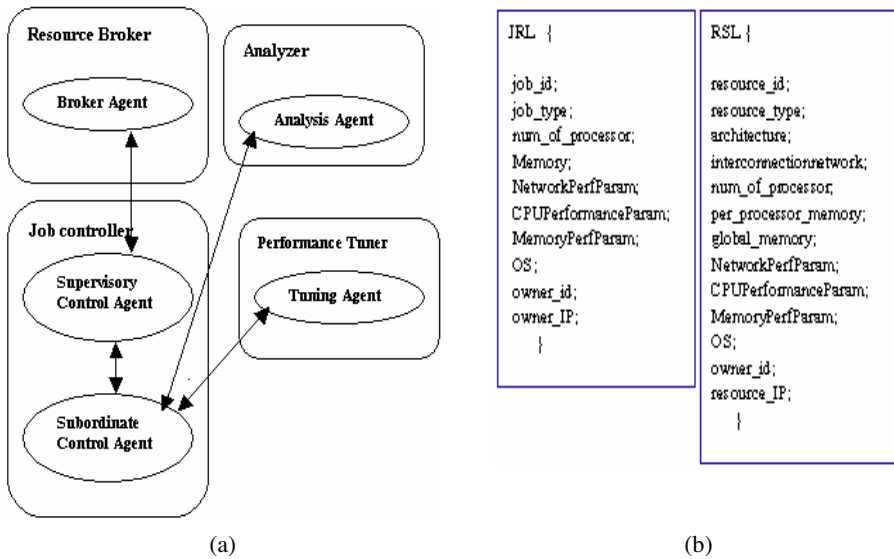 Resource Broker
Broker Agent
Analyzer
Analysis Agent
Job controller
Supervisory
Control Agent
Subordinate
Control Agent
Performance Tuner
Tuning Agent
(a)
JRL {
job_id;
job_type;
num_of_processor;
Memory;
NetworkPerfParam;
CPUPerformanceParam;
MemoryPerfParam;
OS;
owner_id;
owner_IP;
}
RSL {
resource_id;
resource_type;
architecture;
interconnectionnetwork;
num_of_processor;
per_processor_memory;
global_memory;
NetworkPerfParam;
CPUPerformanceParam;
MemoryPerfParam;
OS;
owner_id;
resource_IP;
}
(b)